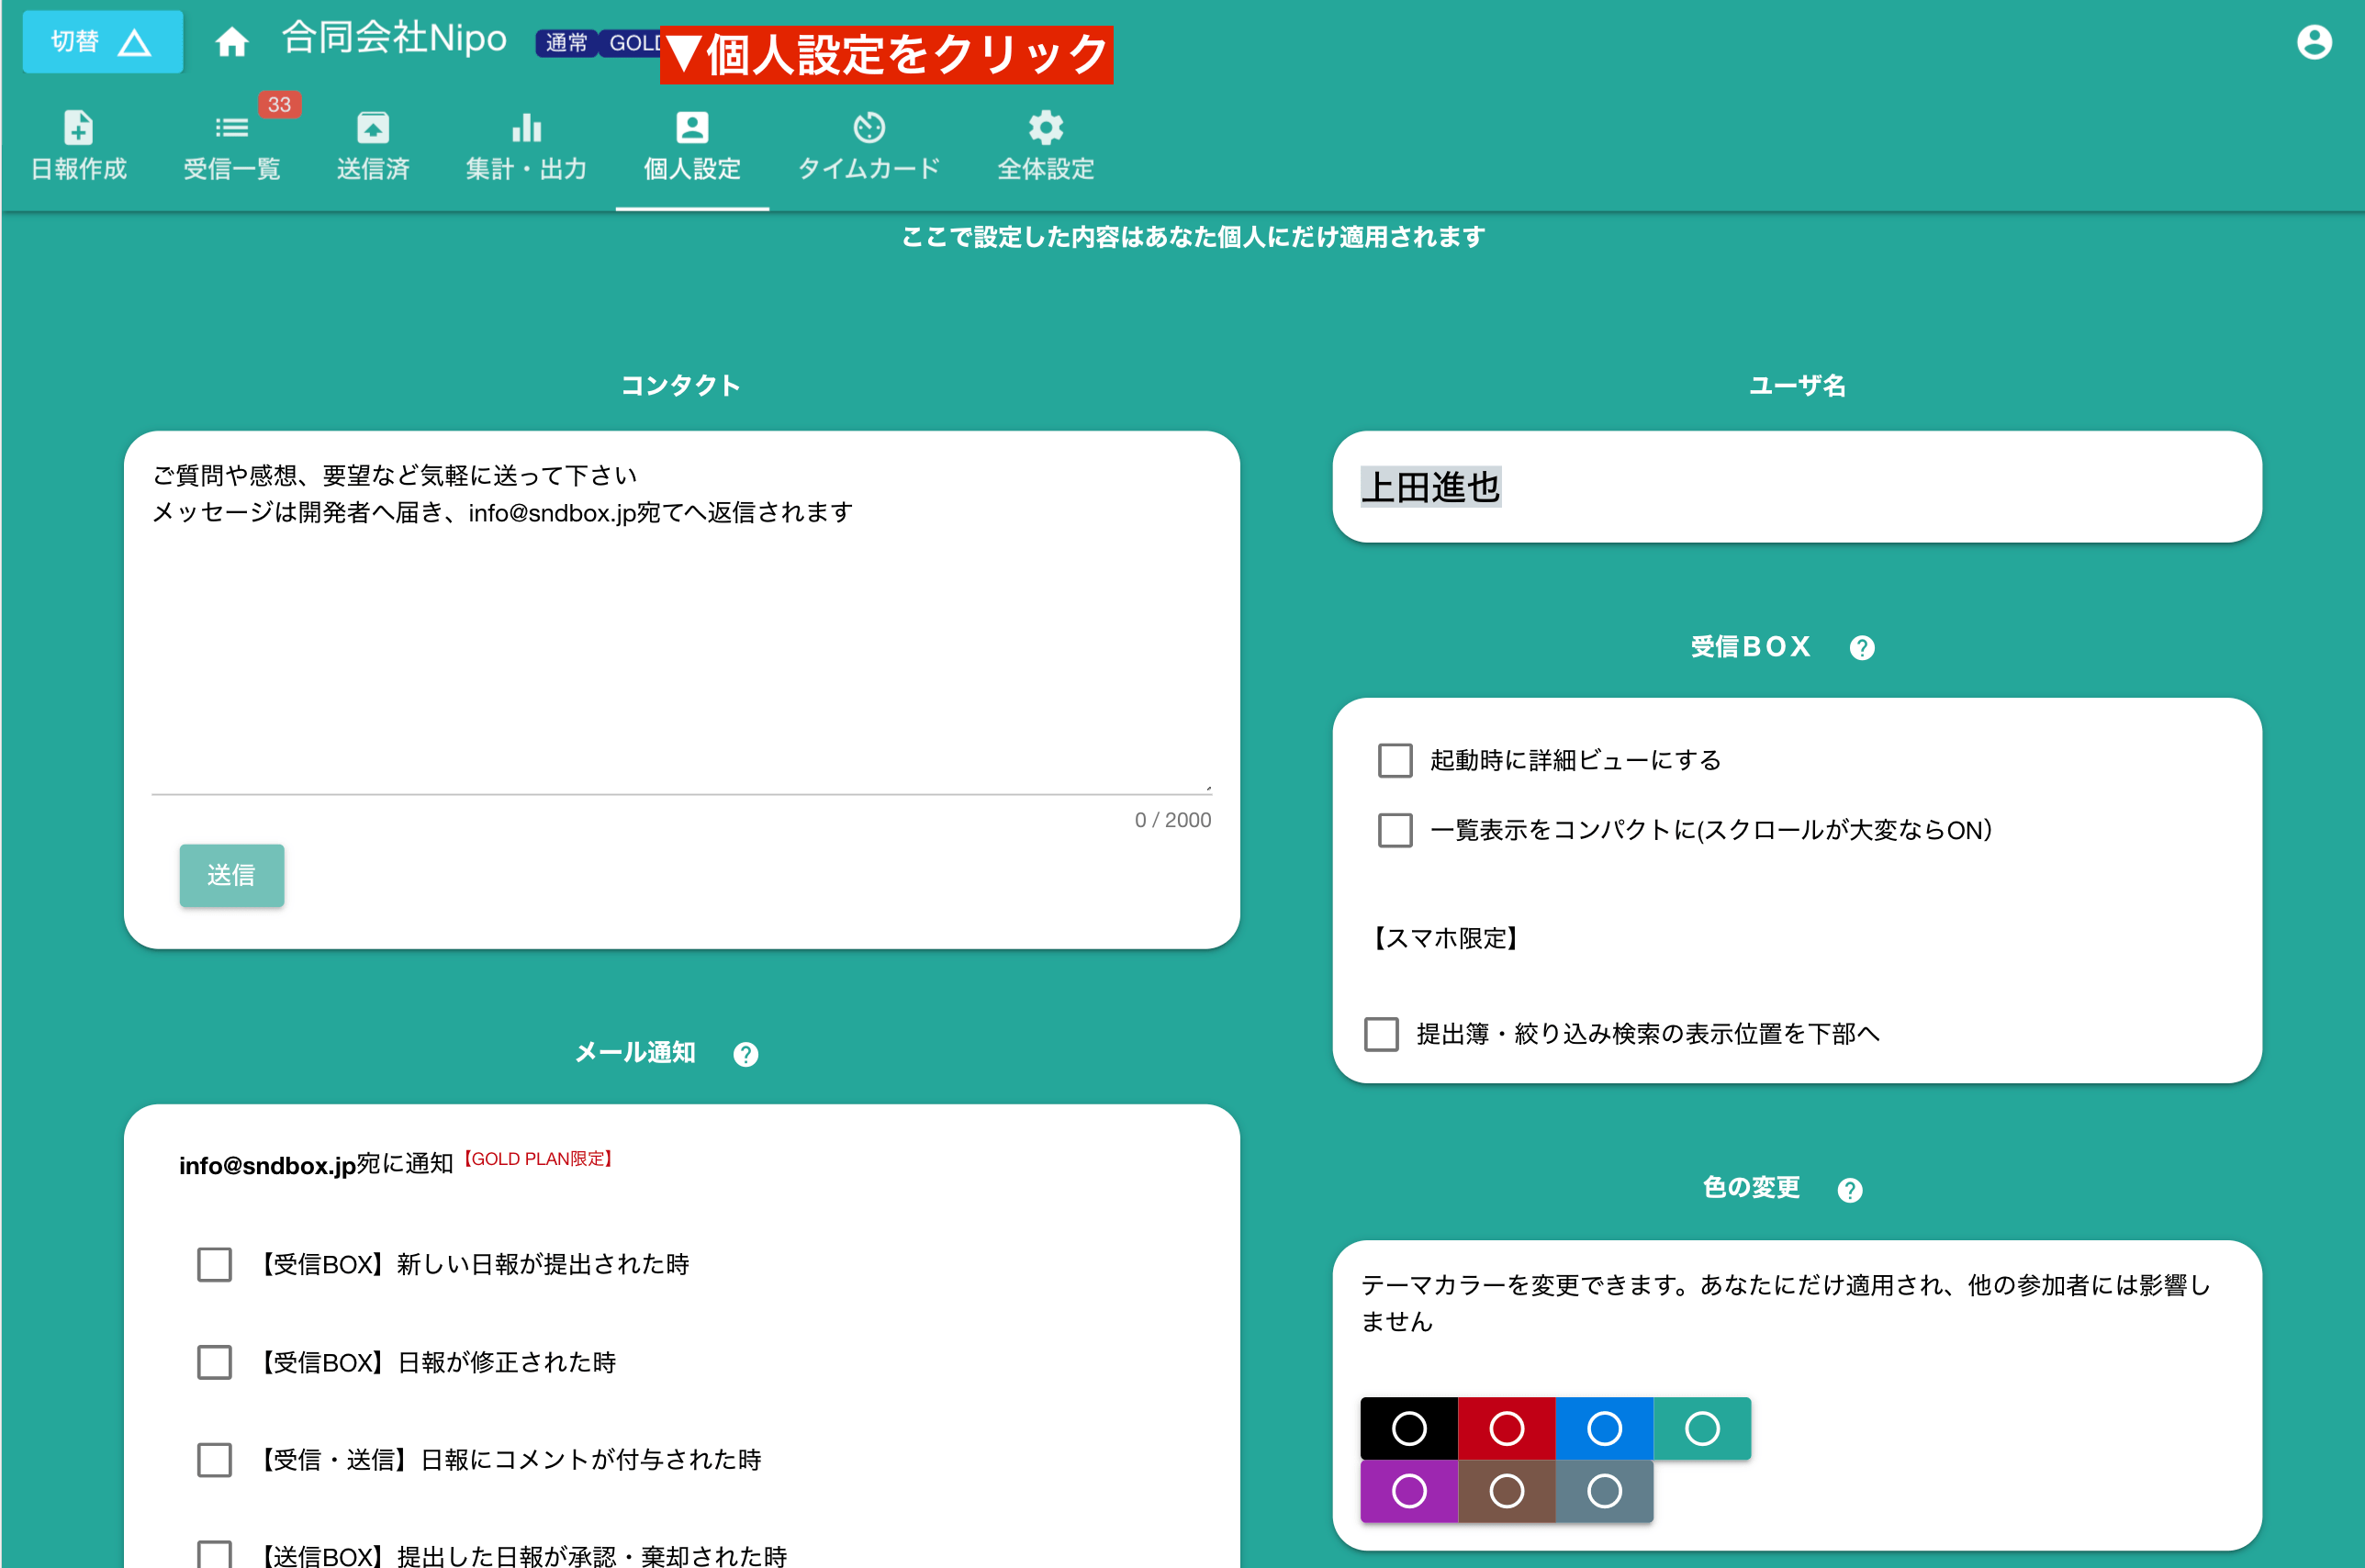 切替
合同会社Nipo
通常
GOLD
▼個人設定をクリック
33
日報作成
受信一覧
送信済
集計・出力
個人設定
タイムカード
全体設定
ここで設定した内容はあなた個人にだけ適用されます
コンタクト
ご質問や感想、要望など気軽に送って下さい
メッセージは開発者へ届き、info@sndbox.jp宛てへ返信されます
0 / 2000
送信
メール通知
info@sndbox.jp宛に通知【GOLD PLAN限定】
【受信BOX】新しい日報が提出された時
【受信BOX】日報が修正された時
【受信・送信】日報にコメントが付与された時
【送信BOX】提出した日報が承認・棄却された時
ユーザ名
上田進也
受信ＢＯＸ
起動時に詳細ビューにする
一覧表示をコンパクトに(スクロールが大変ならON）
【スマホ限定】
提出簿・絞り込み検索の表示位置を下部へ
色の変更
テーマカラーを変更できます。あなたにだけ適用され、他の参加者には影響し
ません